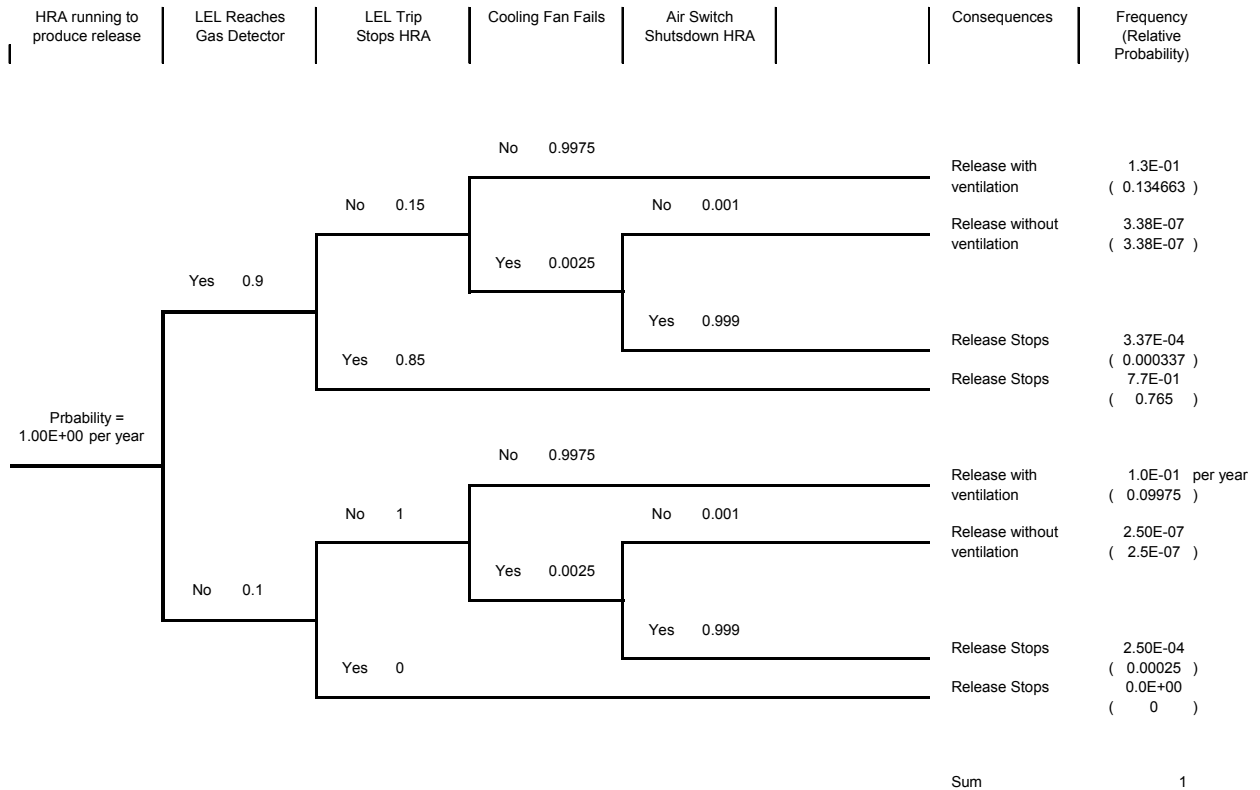 HRA running to
produce release
LEL Reaches
Gas Detector
LEL Trip
Stops HRA
Cooling Fan Fails
Air Switch
Shutsdown HRA
Consequences
Frequency
(Relative
Probability)
No 0.9975
Release with 1.3E-01
ventilation ( 0.134663 )
No 0.15 No 0.001
Release without 3.38E-07
ventilation ( 3.38E-07 )
Yes 0.0025
Yes 0.9
Yes 0.999
Release Stops 3.37E-04
( 0.000337 )
Yes 0.85
Release Stops 7.7E-01
( 0.765 )
Prbability =
1.00E+00 per year
No 0.9975
Release with 1.0E-01 per year
ventilation ( 0.09975 )
No 1 No 0.001
Release without 2.50E-07
ventilation ( 2.5E-07 )
Yes 0.0025
No 0.1
Yes 0.999
Release Stops 2.50E-04
( 0.00025 )
Yes 0
Release Stops 0.0E+00
( 0 )
Sum 1